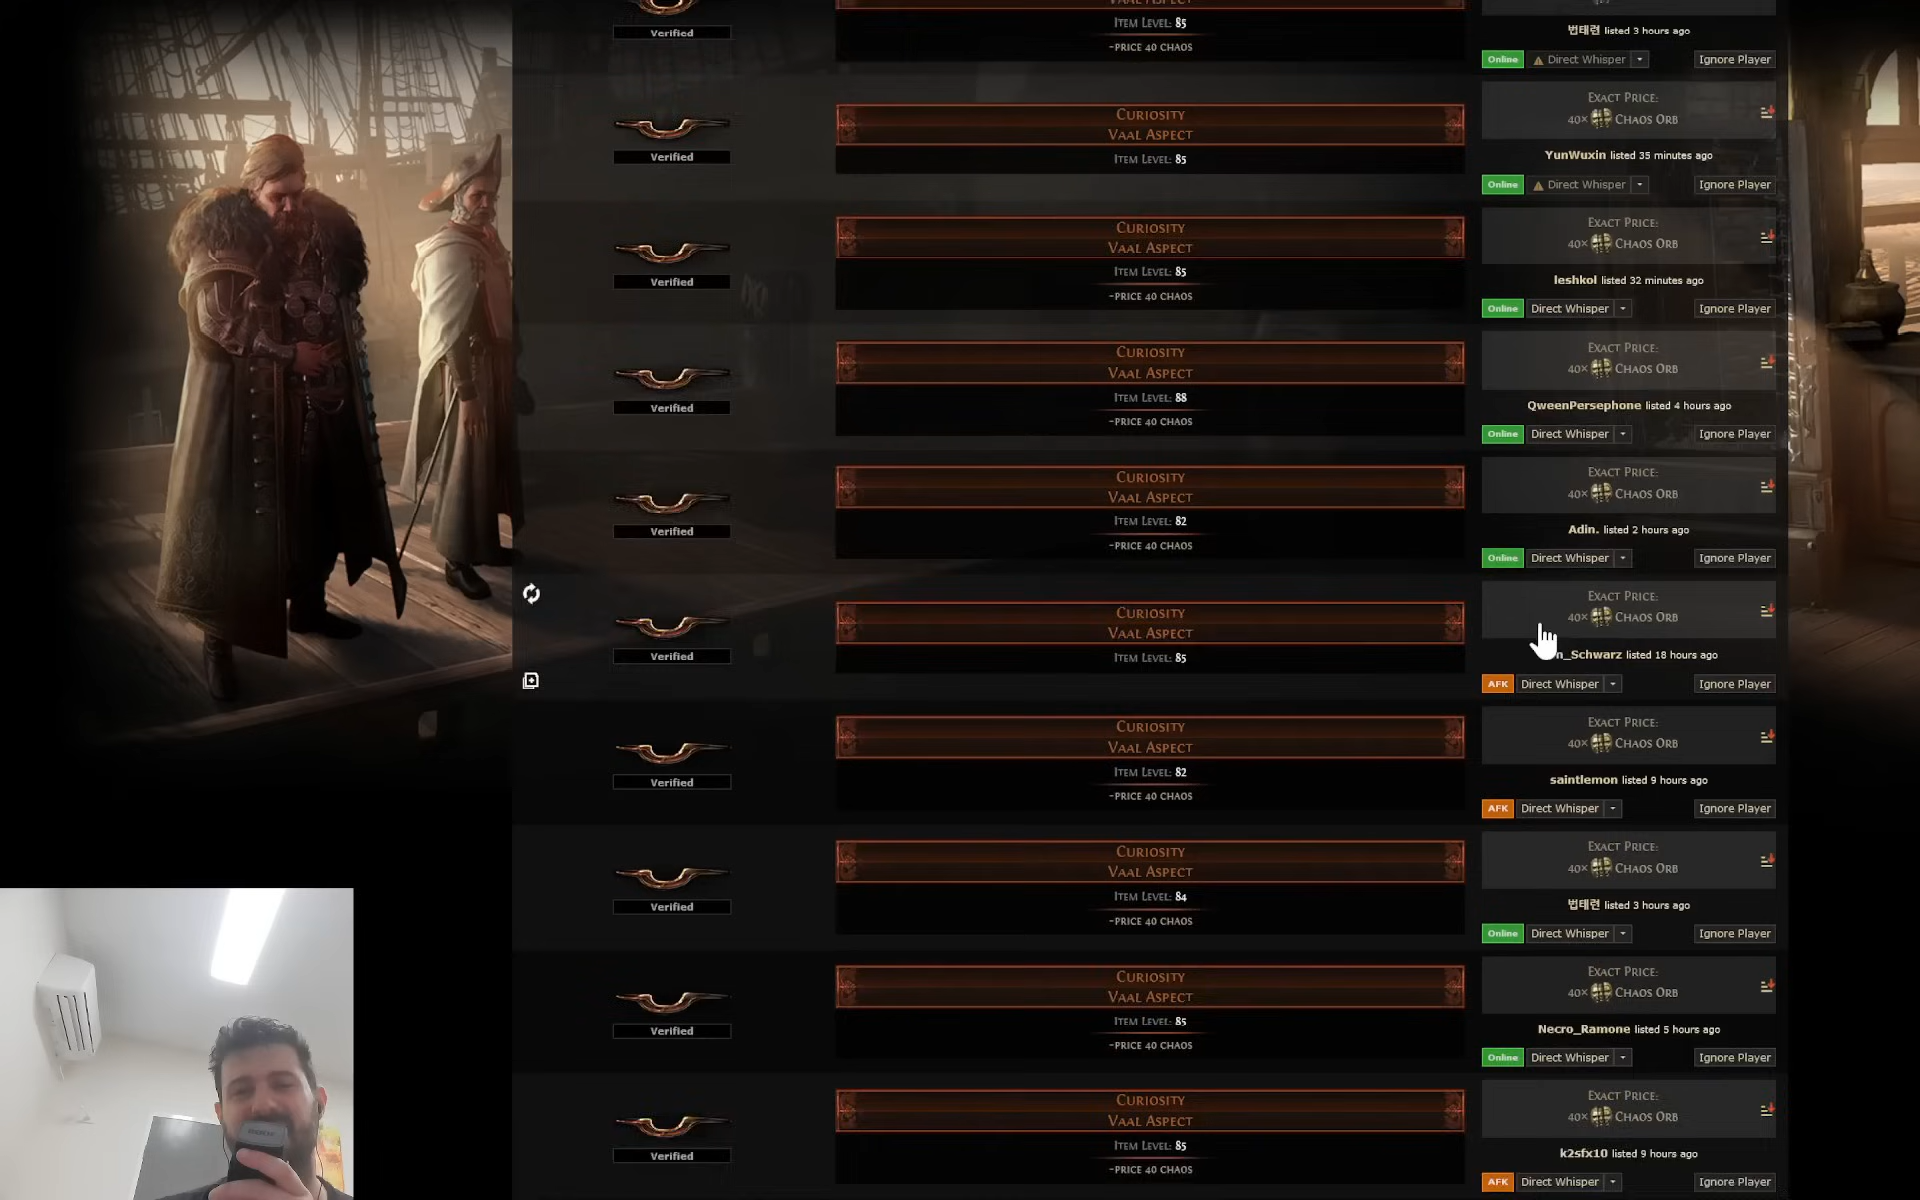 VAAL ASPECT
ITEM LEVEL: 85
~PRICE 40 CHAOS
Verified
법태련 listed 3 hours ago
Online Direct Whisper Ignore Player
CURIOSITY
VAAL ASPECT
ITEM LEVEL: 85
Verified
EXACT PRICE:
40× CHAOS ORB
YunWuxin listed 35 minutes ago
Online Direct Whisper Ignore Player
CURIOSITY
VAAL ASPECT
ITEM LEVEL: 85
~PRICE 40 CHAOS
Verified
EXACT PRICE:
40× CHAOS ORB
leshkol listed 32 minutes ago
Online Direct Whisper Ignore Player
CURIOSITY
VAAL ASPECT
ITEM LEVEL: 88
~PRICE 40 CHAOS
Verified
EXACT PRICE:
40× CHAOS ORB
QweenPersephone listed 4 hours ago
Online Direct Whisper Ignore Player
CURIOSITY
VAAL ASPECT
ITEM LEVEL: 82
~PRICE 40 CHAOS
Verified
EXACT PRICE:
40× CHAOS ORB
Adin. listed 2 hours ago
Online Direct Whisper Ignore Player
CURIOSITY
VAAL ASPECT
ITEM LEVEL: 85
Verified
EXACT PRICE:
40× CHAOS ORB
n_Schwarz listed 18 hours ago
AFK Direct Whisper Ignore Player
CURIOSITY
VAAL ASPECT
ITEM LEVEL: 82
~PRICE 40 CHAOS
Verified
EXACT PRICE:
40× CHAOS ORB
saintlemon listed 9 hours ago
AFK Direct Whisper Ignore Player
CURIOSITY
VAAL ASPECT
ITEM LEVEL: 84
~PRICE 40 CHAOS
Verified
EXACT PRICE:
40× CHAOS ORB
법태련 listed 3 hours ago
Online Direct Whisper Ignore Player
CURIOSITY
VAAL ASPECT
ITEM LEVEL: 85
~PRICE 40 CHAOS
Verified
EXACT PRICE:
40× CHAOS ORB
Necro_Ramone listed 5 hours ago
Online Direct Whisper Ignore Player
CURIOSITY
VAAL ASPECT
ITEM LEVEL: 85
~PRICE 40 CHAOS
Verified
EXACT PRICE:
40× CHAOS ORB
k2sfx10 listed 9 hours ago
AFK Direct Whisper Ignore Player